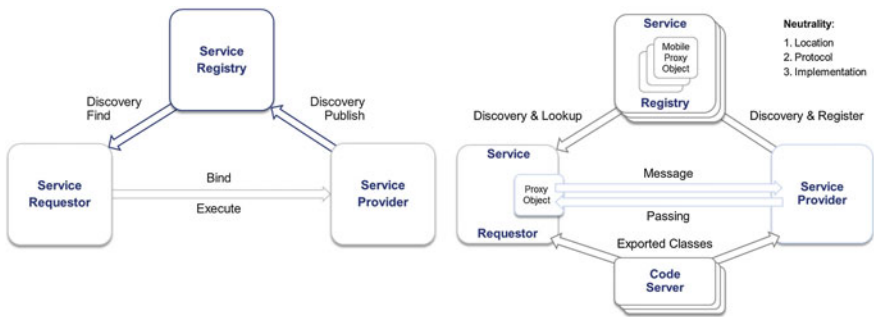 Service
Registry
Discovery
Find
Discovery
Publish
Service
Requestor
Bind
Execute
Service
Provider
Service
Mobile
Proxy
Object
Registry
Neutrality:
1. Location
2. Protocol
3. Implementation
Discovery & Lookup
Discovery & Register
Service
Proxy
Object
Requestor
Message
Passing
Service
Provider
Exported Classes
Code
Server